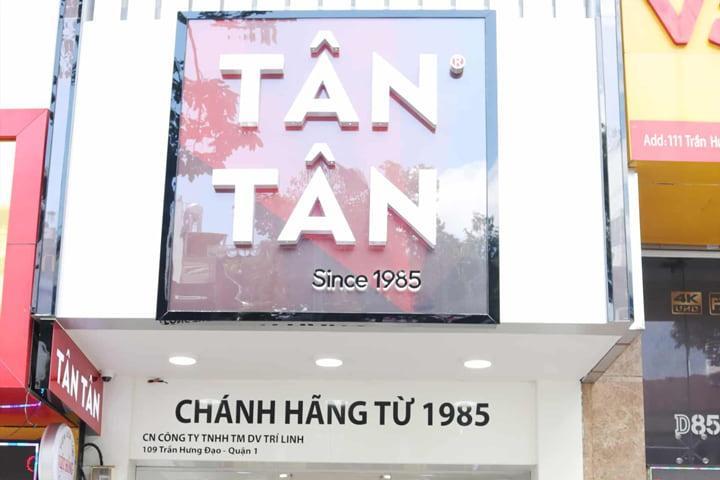 TÂN
TÂN
®
Since 1985
TÂN TÂN
CHÁNH HÃNG TỪ 1985
CN CÔNG TY TNHH TM DV TRÍ LINH
109 Trần Hưng Đạo - Quận 1
Add: 111 Trần
4K
UHD
D85